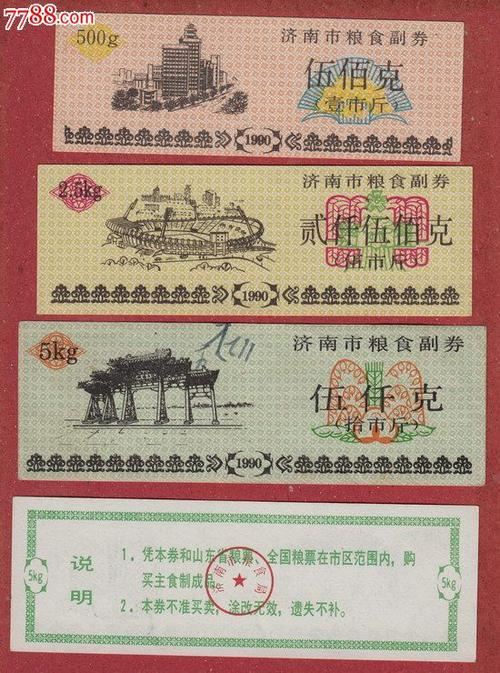 7788.com
500g
济南市粮食副券
伍佰克
(壹市斤)
1990
2.5kg
济南市粮食副券
贰仟伍佰克
伍市斤
1990
5kg
济南市粮食副券
伍仟克
(拾市斤)
1990
说明
1、凭本券和山东省粮票、全国粮票在市区范围内，购
买主食制成品。
2、本券不准买卖，涂改无效，遗失不补。
5kg
5kg